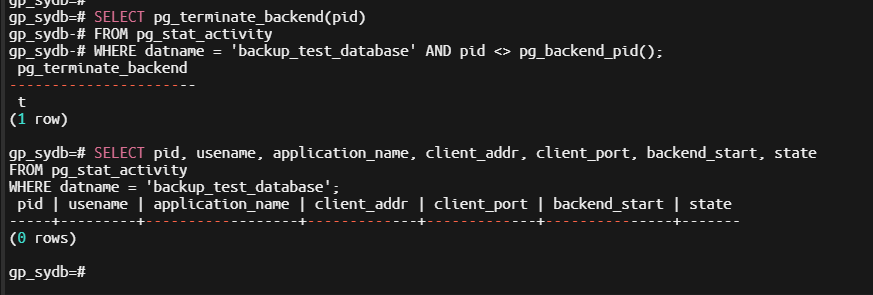 gp_sydb=#
gp_sydb=# SELECT pg_terminate_backend(pid)
gp_sydb-# FROM pg_stat_activity
gp_sydb-# WHERE datname = 'backup_test_database' AND pid <> pg_backend_pid();
 pg_terminate_backend
----------------------
 t
(1 row)

gp_sydb=# SELECT pid, usename, application_name, client_addr, client_port, backend_start, state
FROM pg_stat_activity
WHERE datname = 'backup_test_database';
 pid | usename | application_name | client_addr | client_port | backend_start | state
-----+---------+------------------+-------------+-------------+---------------+-------
(0 rows)

gp_sydb=#